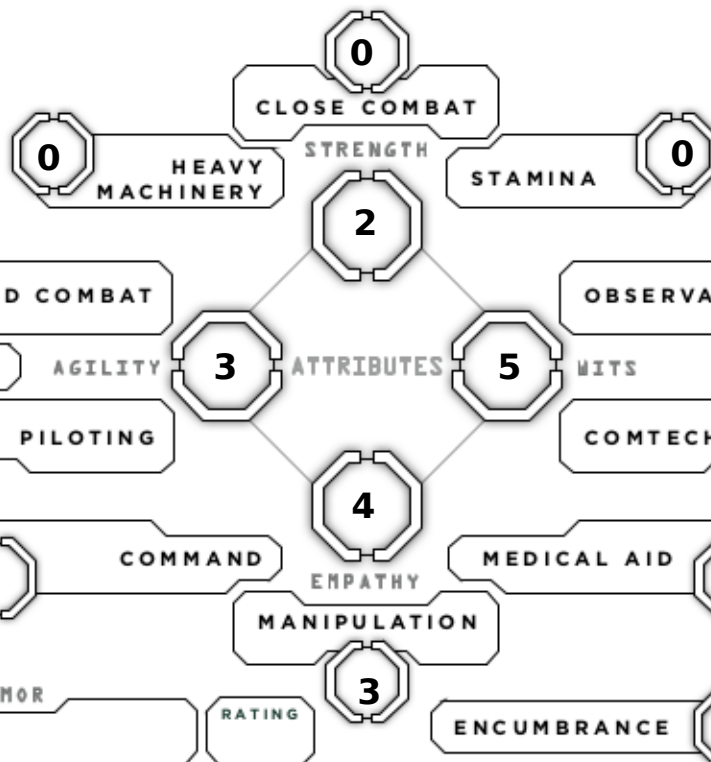 0
CLOSE COMBAT
0
HEAVY
MACHINERY
STRENGTH
STAMINA
0
2
D COMBAT
OBSERVA
AGILITY
3
ATTRIBUTES
5
WITS
PILOTING
COMTECH
4
COMMAND
MEDICAL AID
EMPATHY
MANIPULATION
3
MOR
RATING
ENCUMBRANCE